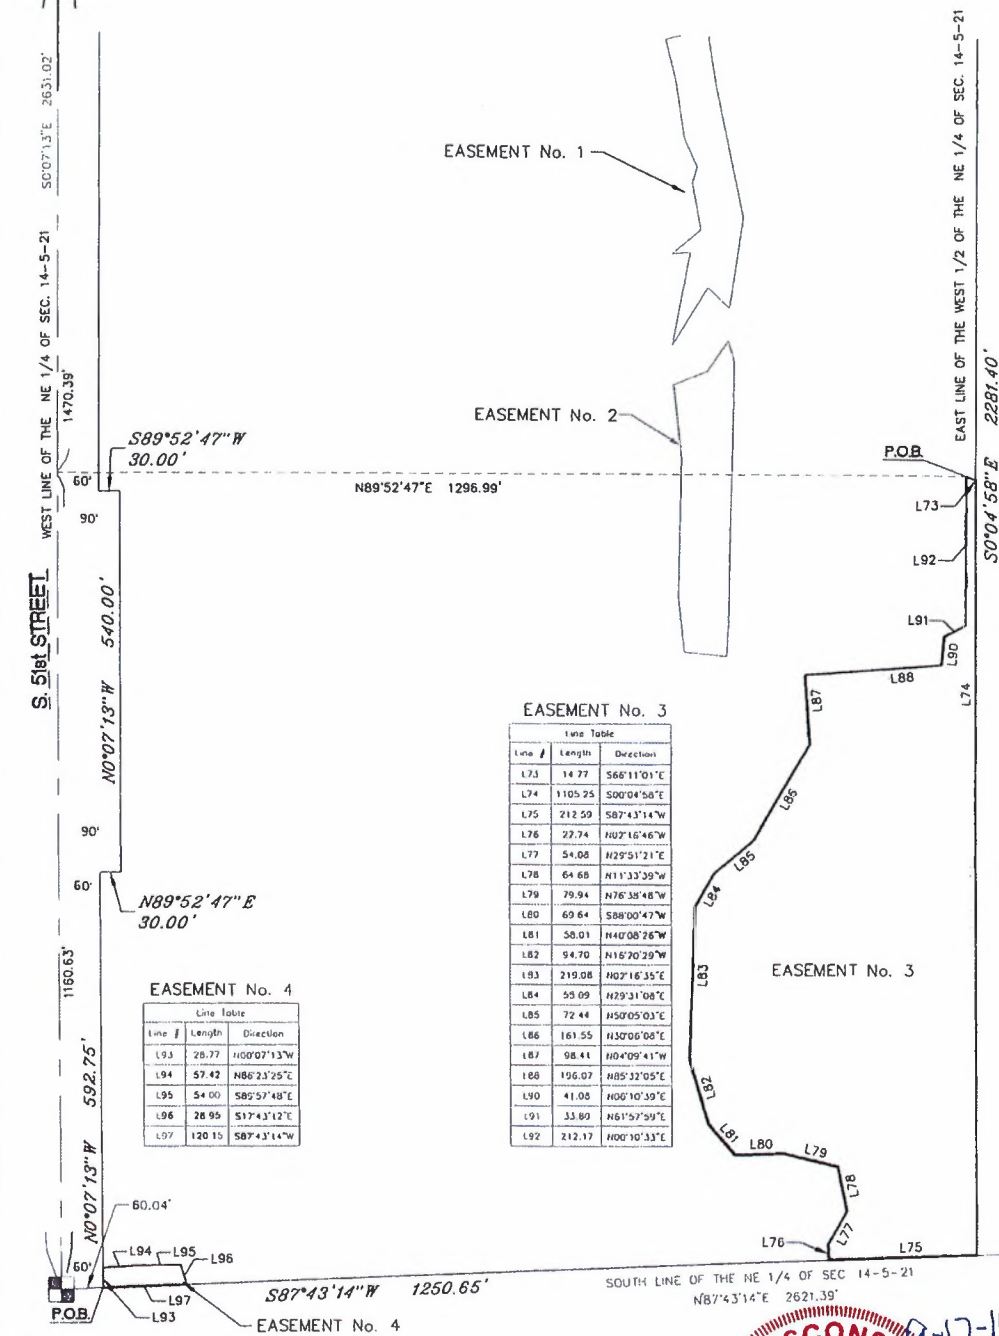 S0°07'13"E 2631.02'
WEST LINE OF THE NE 1/4 OF SEC. 14-5-21
1470.39'
EASEMENT No. 1
EAST LINE OF THE WEST 1/2 OF THE NE 1/4 OF SEC. 14-5-21
S0°04'58"E 2281.40'
EASEMENT No. 2
S89°52'47"W
30.00'
60'
N89°52'47"E 1296.99'
P.O.B.
L73
90'
L92
S. 51st STREET
N0°07'13"W 540.00'
L91
L90
L88
L74
L87
L86
L85
L84
90'
60'
N89°52'47"E
30.00'
1160.63'
L83
EASEMENT No. 3
EASEMENT No. 3
Line Table
Line # Length Direction
L73 14.77 S66°11'01"E
L74 1105.25 S00°04'58"E
L75 212.59 S87°43'14"W
L76 22.74 N02°16'46"W
L77 54.08 N29°51'21"E
L78 64.68 N11°33'39"W
L79 79.94 N76°38'48"W
L80 69.64 S88°00'47"W
L81 58.01 N40°08'26"W
L82 94.70 N16°20'29"W
L83 219.08 N02°16'35"E
L84 55.09 N29°31'08"E
L85 72.44 N50°05'03"E
L86 161.55 N30°06'08"E
L87 98.41 N04°09'41"W
L88 196.07 N85°32'05"E
L90 41.08 N06°10'39"E
L91 33.80 N61°57'59"E
L92 212.17 N00°10'33"E
EASEMENT No. 4
Line Table
Line # Length Direction
L93 28.77 N00°07'13"W
L94 57.42 N86°23'25"E
L95 54.00 S85°57'48"E
L96 28.95 S17°43'12"E
L97 120.15 S87°43'14"W
N0°07'13"W 592.75'
L82
L81
L80
L79
L78
L77
L76
L75
60.04'
60'
L94
L95
L96
L97
L93
P.O.B.
EASEMENT No. 4
S87°43'14"W 1250.65'
SOUTH LINE OF THE NE 1/4 OF SEC 14-5-21
N87°43'14"E 2621.39'